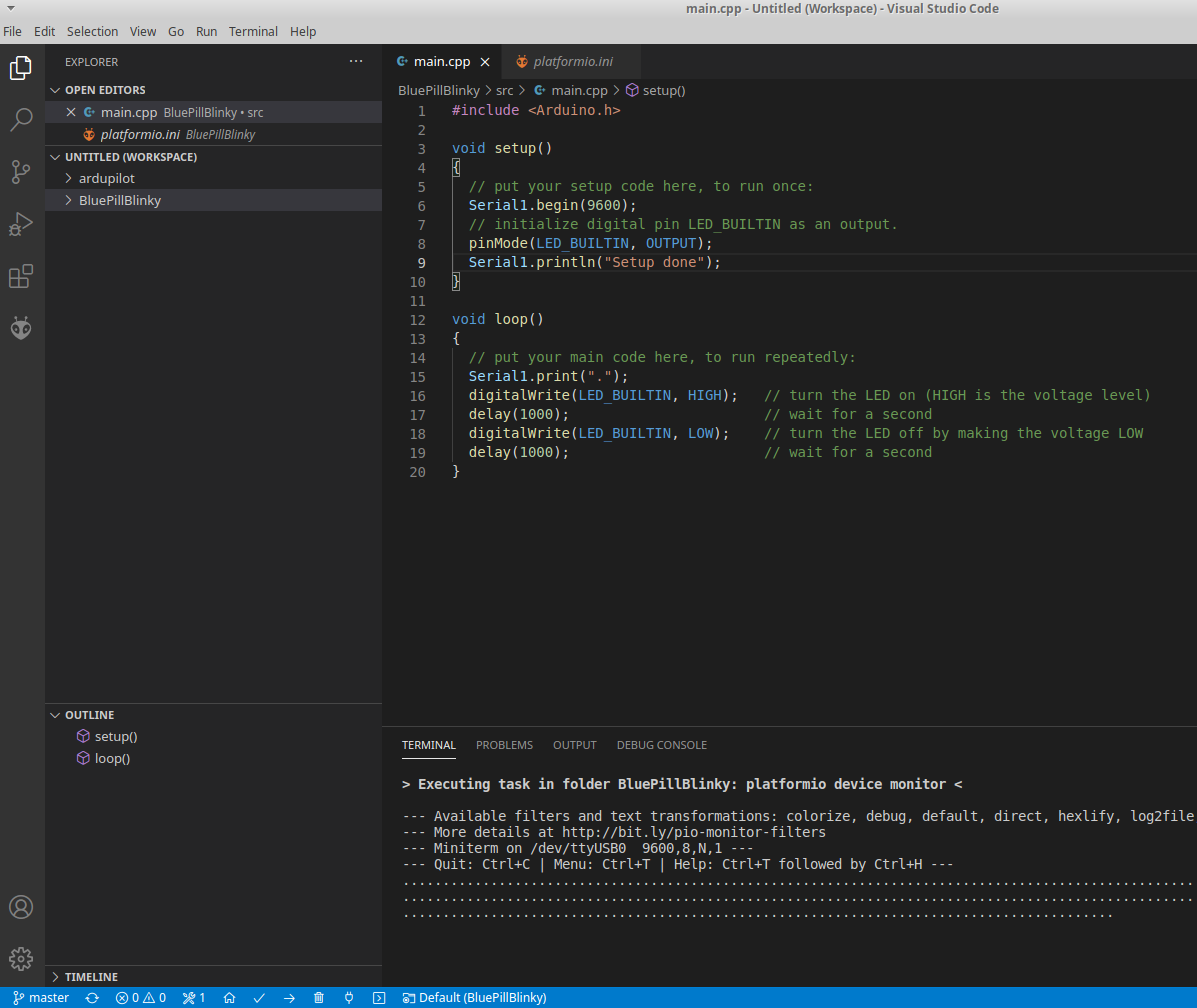 main.cpp - Untitled (Workspace) - Visual Studio Code
File Edit Selection View Go Run Terminal Help
EXPLORER
OPEN EDITORS
main.cpp BluePillBlinky • src
platformio.ini BluePillBlinky
UNTITLED (WORKSPACE)
ardupilot
BluePillBlinky
OUTLINE
setup()
loop()
TIMELINE
main.cpp platformio.ini
BluePillBlinky > src > main.cpp > setup()
1 #include <Arduino.h>
2
3 void setup()
4 {
5 // put your setup code here, to run once:
6 Serial1.begin(9600);
7 // initialize digital pin LED_BUILTIN as an output.
8 pinMode(LED_BUILTIN, OUTPUT);
9 Serial1.println("Setup done");
10 }
11
12 void loop()
13 {
14 // put your main code here, to run repeatedly:
15 Serial1.print(".");
16 digitalWrite(LED_BUILTIN, HIGH); // turn the LED on (HIGH is the voltage level)
17 delay(1000); // wait for a second
18 digitalWrite(LED_BUILTIN, LOW); // turn the LED off by making the voltage LOW
19 delay(1000); // wait for a second
20 }
TERMINAL PROBLEMS OUTPUT DEBUG CONSOLE
> Executing task in folder BluePillBlinky: platformio device monitor <
--- Available filters and text transformations: colorize, debug, default, direct, hexlify, log2file
--- More details at http://bit.ly/pio-monitor-filters
--- Miniterm on /dev/ttyUSB0 9600,8,N,1 ---
--- Quit: Ctrl+C | Menu: Ctrl+T | Help: Ctrl+T followed by Ctrl+H ---
...................................................................................................
...................................................................................................
.........................................................................................
master 0 0 1 Default (BluePillBlinky)